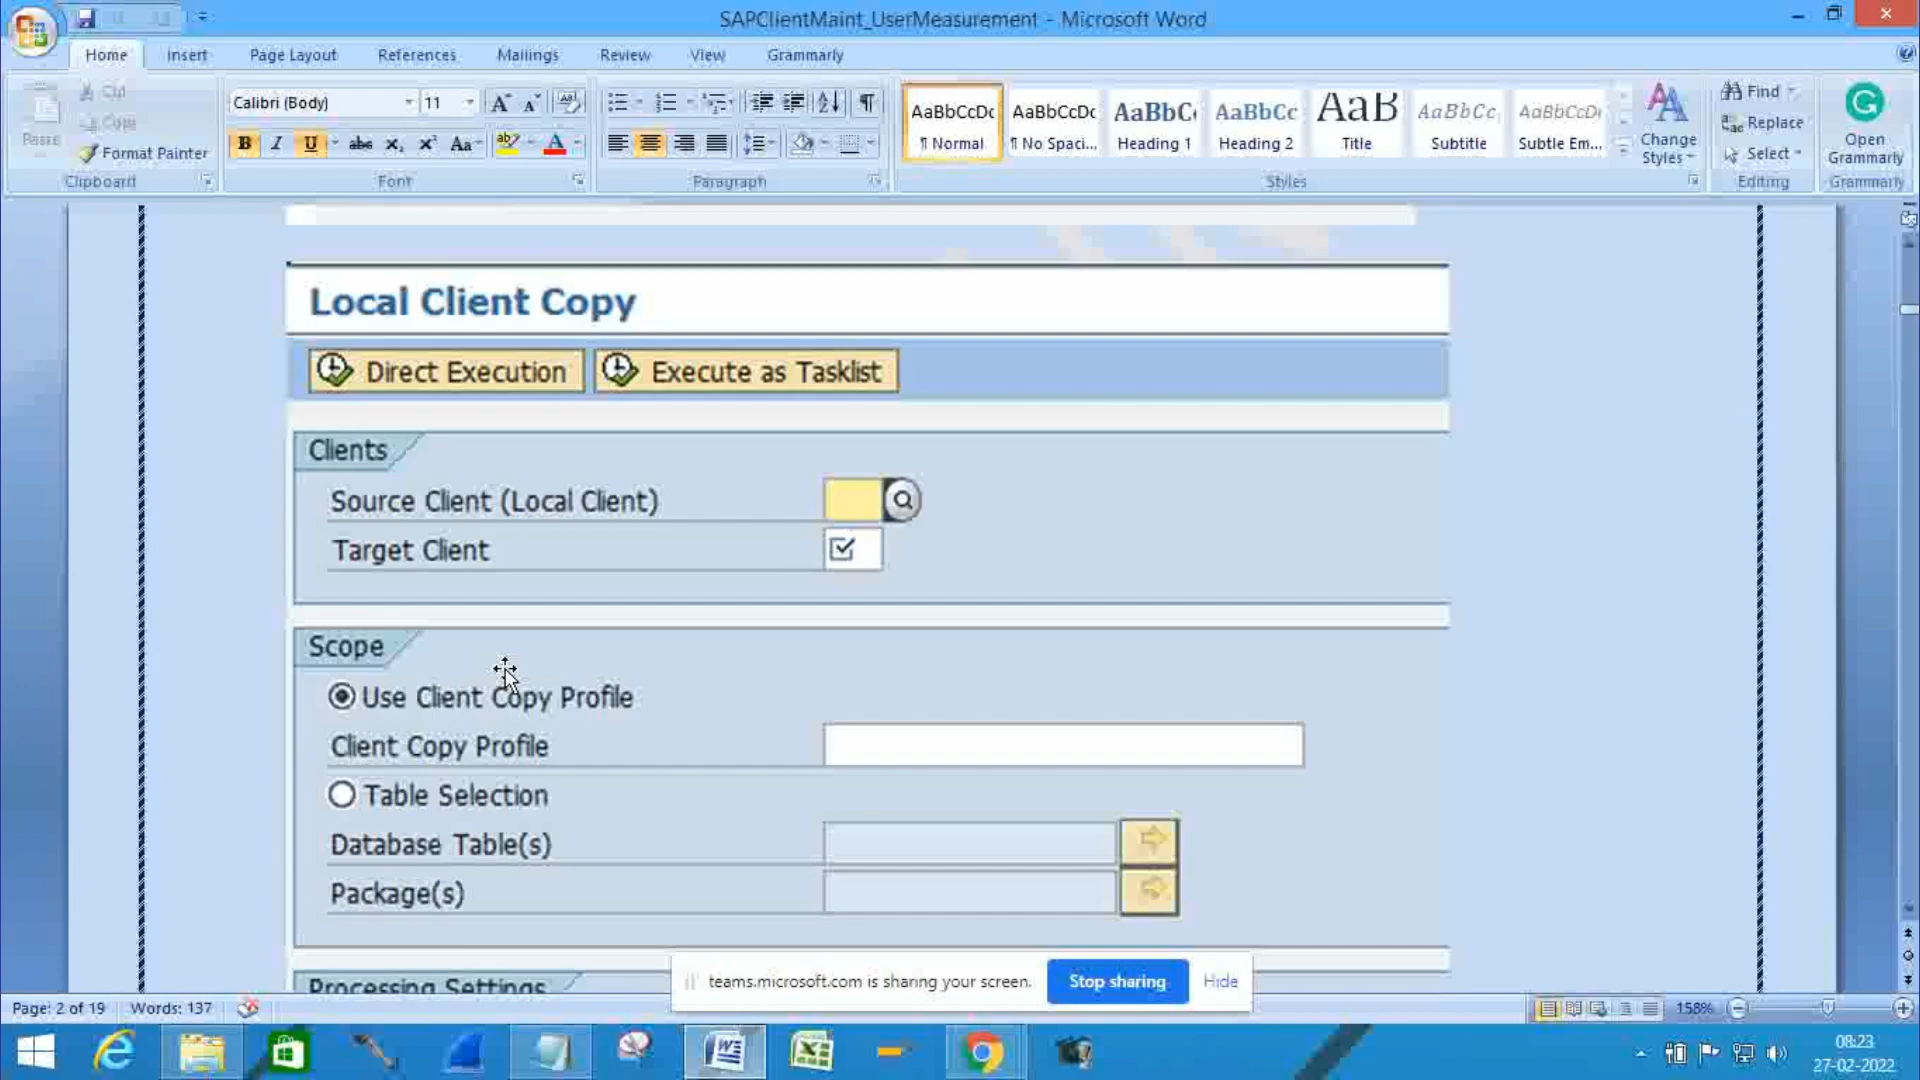 SAPClientMaint_UserMeasurement - Microsoft Word
Home Insert Page Layout References Mailings Review View Grammarly
Paste
Cut
Copy
Format Painter
Clipboard
Calibri (Body) 11
Font
Paragraph
AaBbCcDc AaBbCcDc AaBbC AaBbCc AaB AaBbCc. AaBbCcDc
¶ Normal ¶ No Spaci... Heading 1 Heading 2 Title Subtitle Subtle Em...
Change Styles
Styles
Find
Replace
Select
Editing
Open Grammarly
Grammarly
Local Client Copy
Direct Execution Execute as Tasklist
Clients
Source Client (Local Client)
Target Client
Scope
Use Client Copy Profile
Client Copy Profile
Table Selection
Database Table(s)
Package(s)
Processing Settings
teams.microsoft.com is sharing your screen. Stop sharing Hide
Page: 2 of 19 Words: 137 158%
08:23
27-02-2022